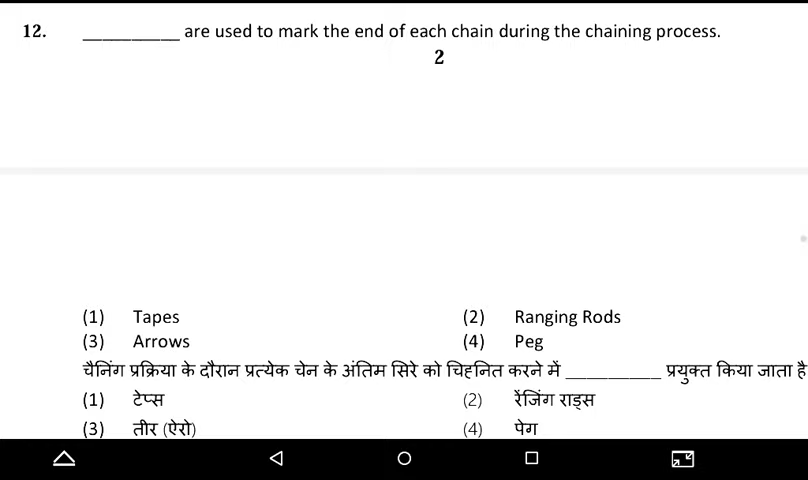 12. __________ are used to mark the end of each chain during the chaining process.
2
(1) Tapes (2) Ranging Rods
(3) Arrows (4) Peg
चैनिंग प्रक्रिया के दौरान प्रत्येक चेन के अंतिम सिरे को चिह्नित करने में __________ प्रयुक्त किया जाता है
(1) टेप्स (2) रेंजिंग राड्स
(3) तीर (ऐरो) (4) पेग